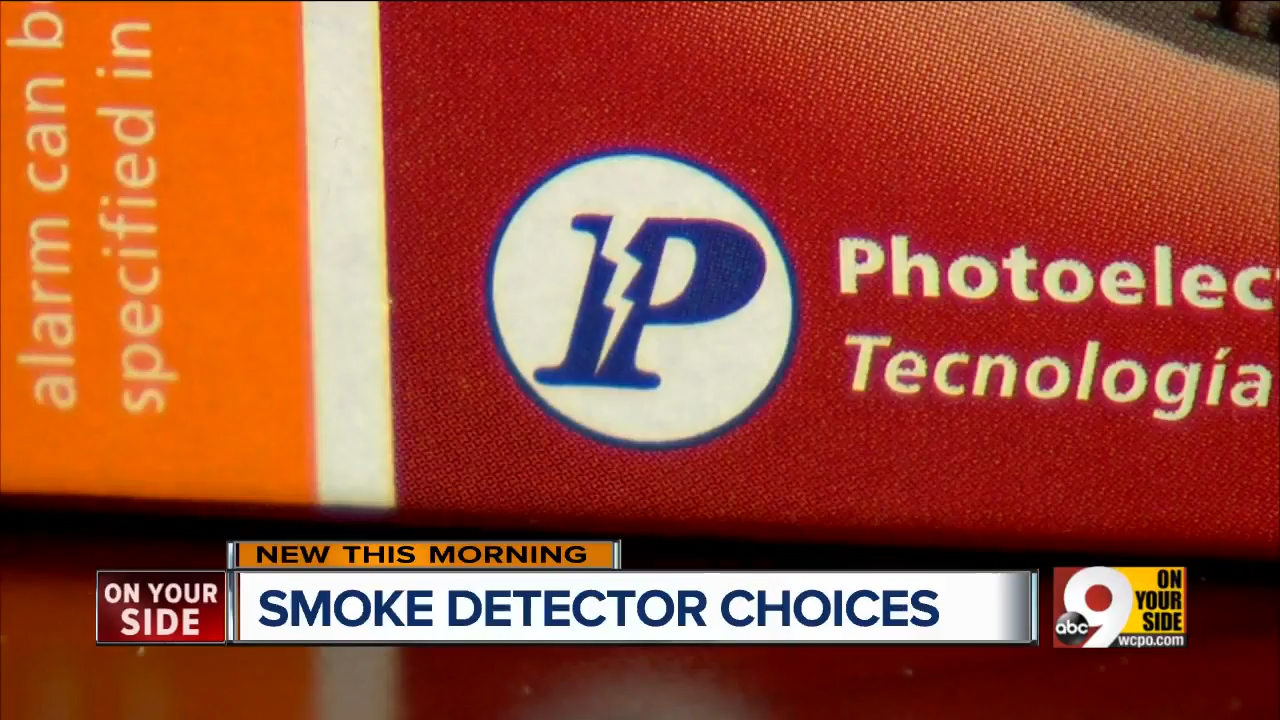 alarm can b
specified in
P
Photoelec
Tecnología
NEW THIS MORNING
ON YOUR
SIDE
SMOKE DETECTOR CHOICES
abc
9
ON
YOUR
SIDE
wcpo.com